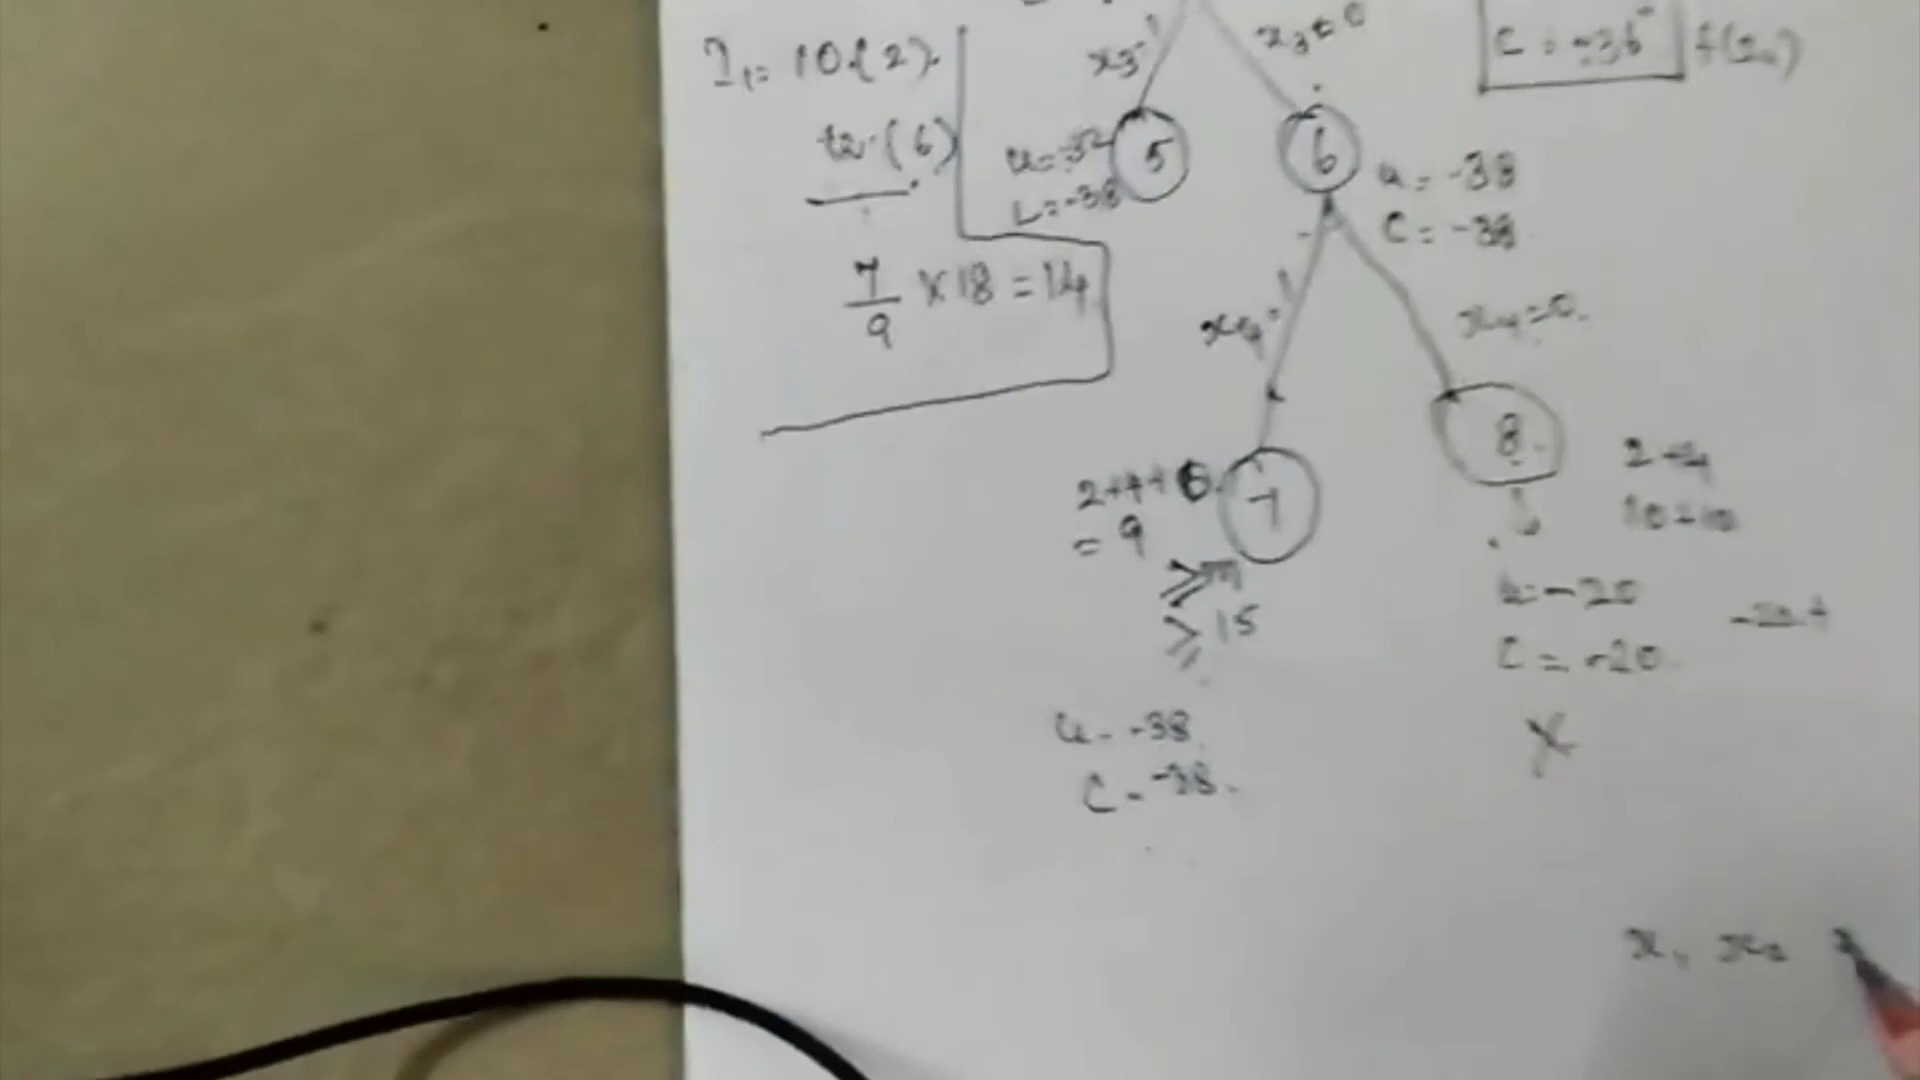 I1 = 10 (2)
12 (6)
7/9 × 18 = 14
x3 = 1
x3 = 0
C = -38
5
u = -32
L = -38
6
u = -38
C = -38
x4 = 1
x4 = 0
2+4+6
= 9
7
≥ m
≥ 15
u = -38
C = -38
8
2+4
10+10
u = -20
C = -20
X
x1 x2